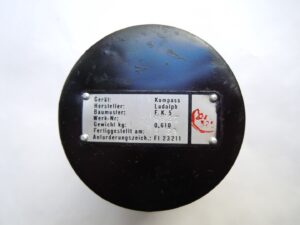 Gerät: Kompass
Hersteller: Ludolph
Baumuster: F.K.5
Werk-Nr:
Gewicht kg: 0,610
Fertiggestellt am:
Anforderungszeich.: Fl 23211